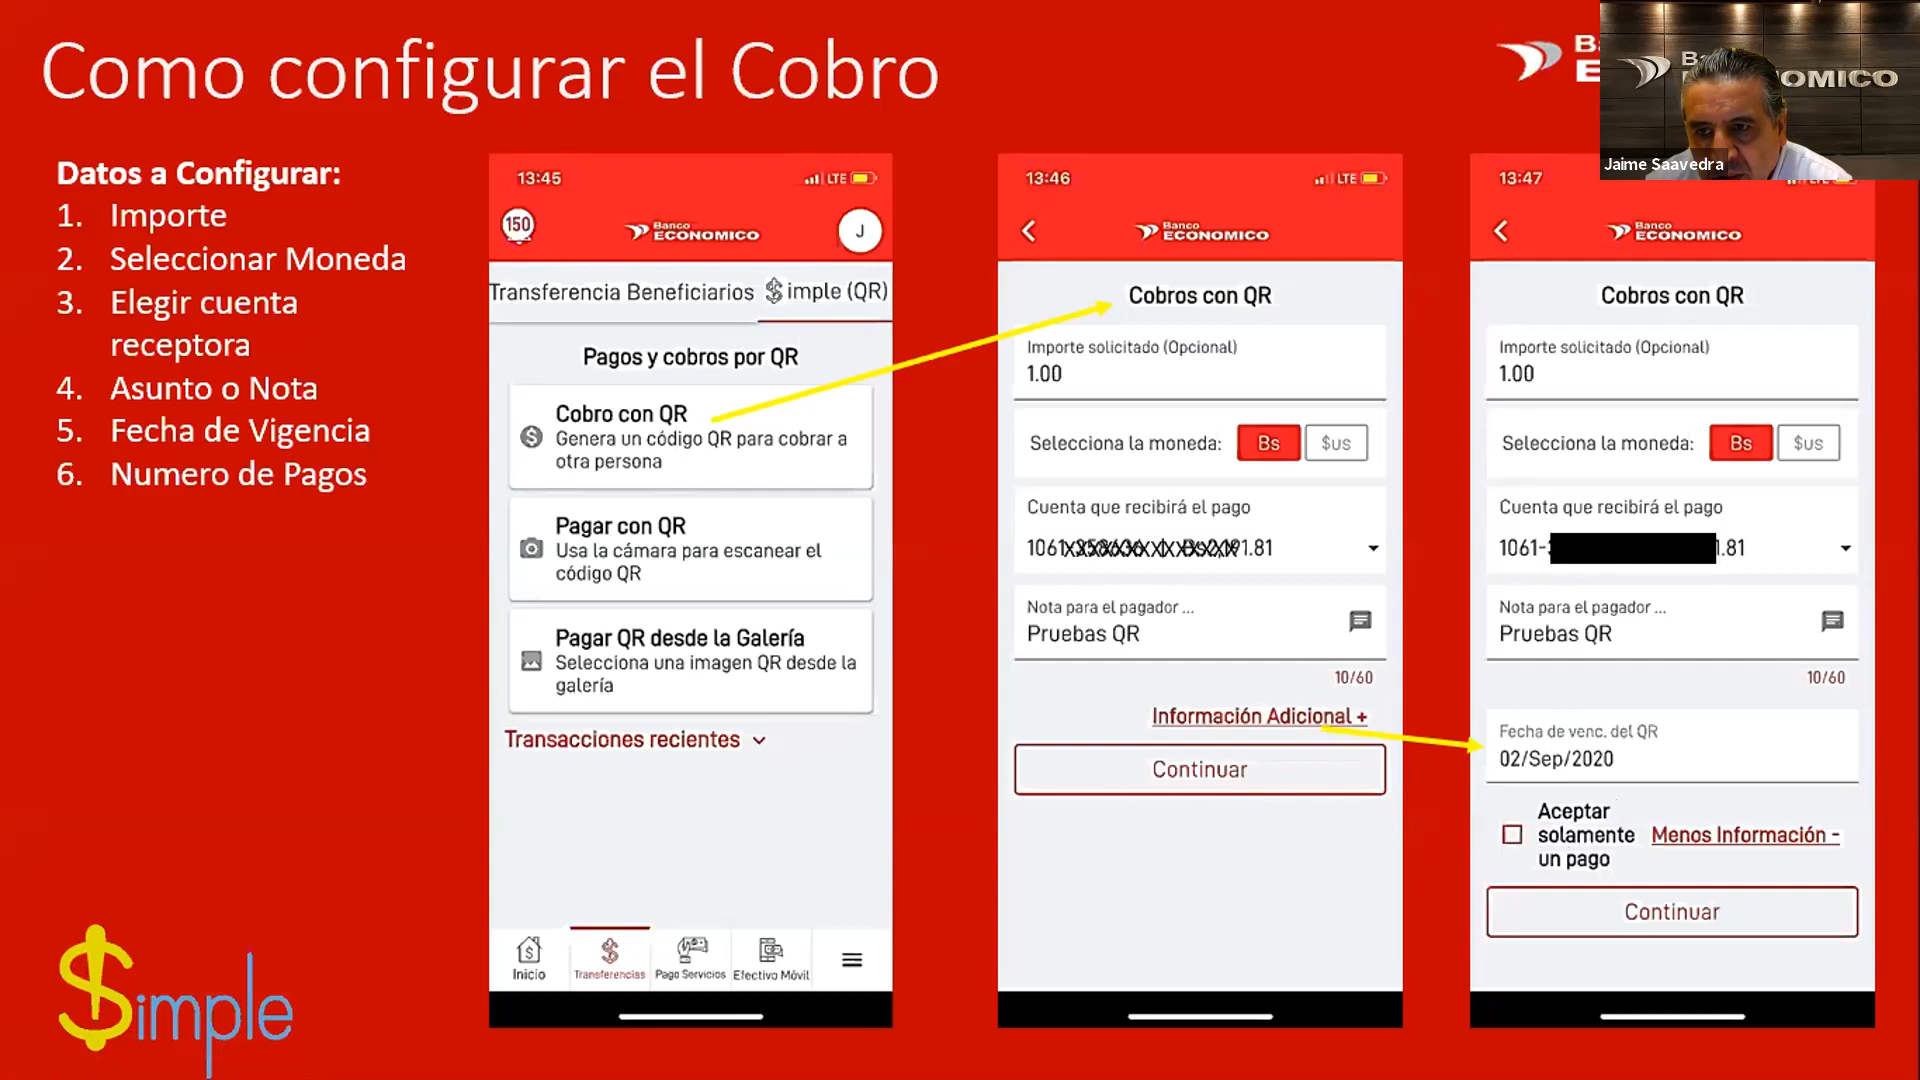 Como configurar el Cobro
Datos a Configurar:
1. Importe
2. Seleccionar Moneda
3. Elegir cuenta
receptora
4. Asunto o Nota
5. Fecha de Vigencia
6. Numero de Pagos
$imple
13:45
LTE
150
Banco
ECONOMICO
J
Transferencia Beneficiarios
$imple (QR)
Pagos y cobros por QR
Cobro con QR
Genera un código QR para cobrar a
otra persona
Pagar con QR
Usa la cámara para escanear el
código QR
Pagar QR desde la Galería
Selecciona una imagen QR desde la
galería
Transacciones recientes
Inicio
Transferencias
Pago Servicios
Efectivo Móvil
13:46
LTE
Banco
ECONOMICO
Cobros con QR
Importe solicitado (Opcional)
1.00
Selecciona la moneda:
Bs
$us
Cuenta que recibirá el pago
1061-
91.81
Nota para el pagador ...
Pruebas QR
10/60
Información Adicional +
Continuar
13:47
Banco
ECONOMICO
Cobros con QR
Importe solicitado (Opcional)
1.00
Selecciona la moneda:
Bs
$us
Cuenta que recibirá el pago
1061-
1.81
Nota para el pagador ...
Pruebas QR
10/60
Fecha de venc. del QR
02/Sep/2020
Aceptar
solamente
un pago
Menos Información -
Continuar
Jaime Saavedra